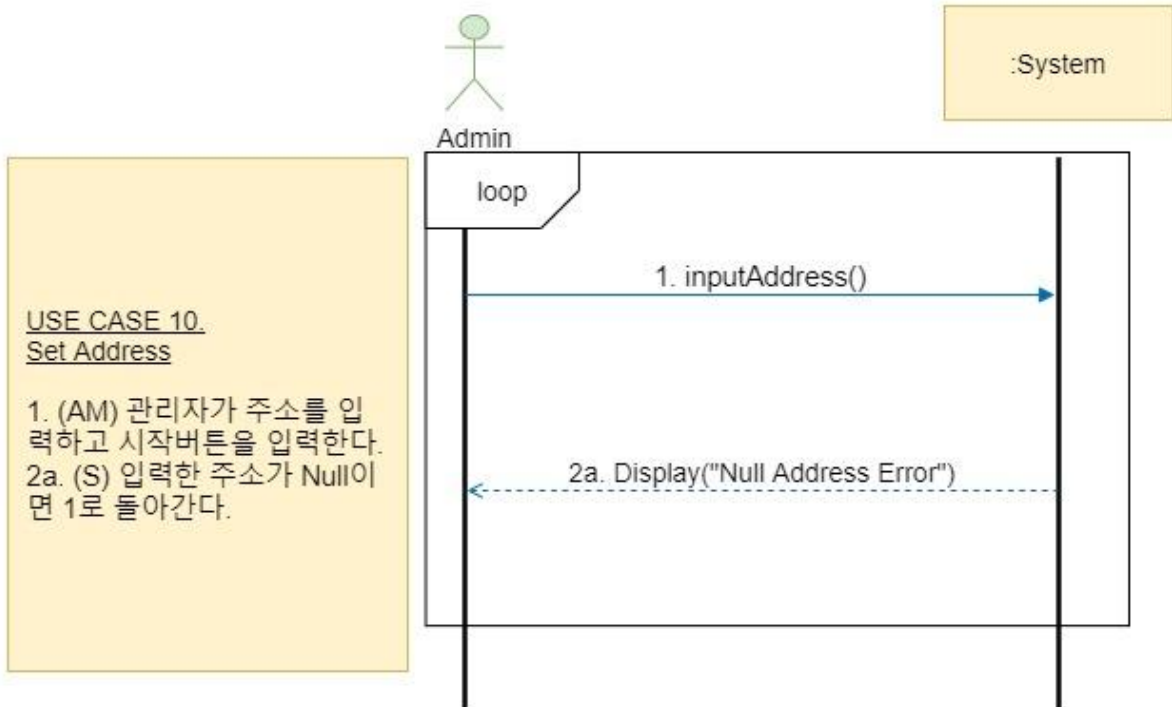 :System
Admin
loop
1. inputAddress()
USE CASE 10.
Set Address
1. (AM) 관리자가 주소를 입
력하고 시작버튼을 입력한다.
2a. (S) 입력한 주소가 Null이
면 1로 돌아간다.
2a. Display("Null Address Error")